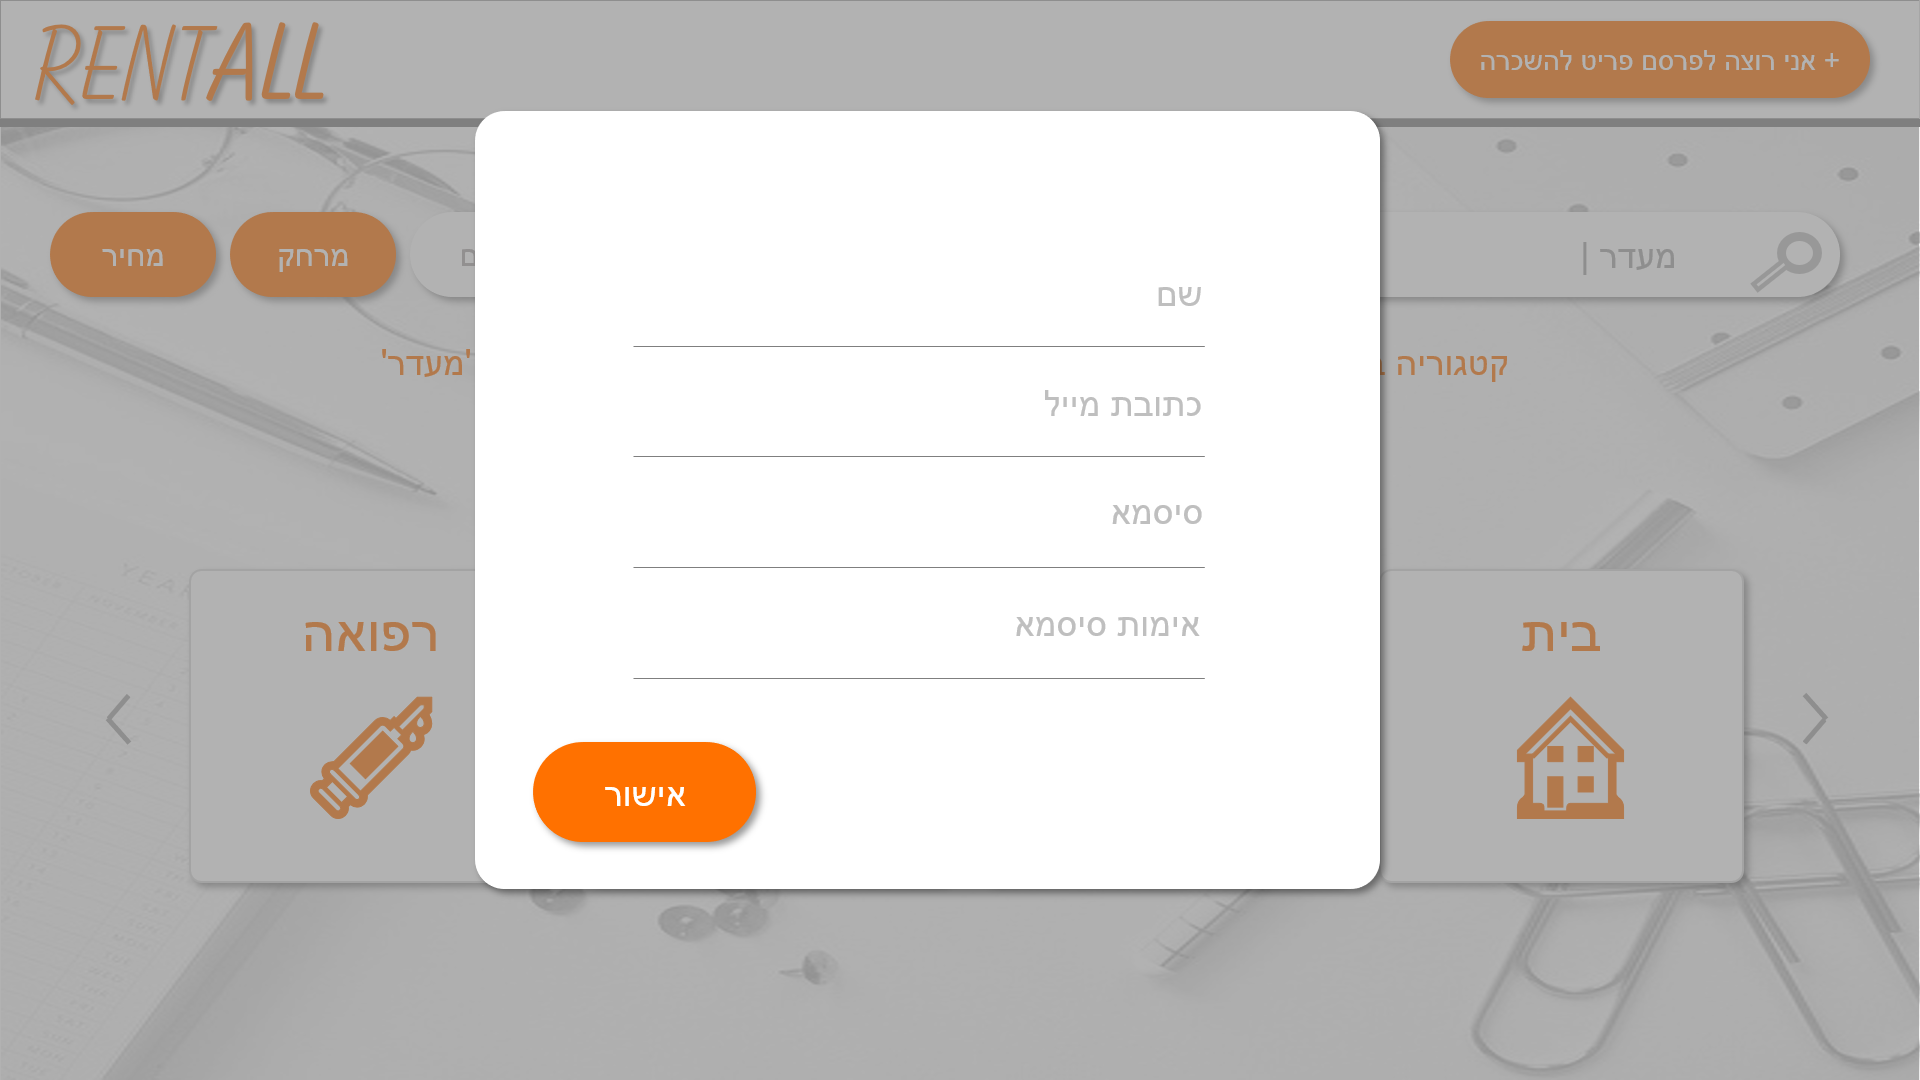 RENTALL
+ אני רוצה לפרסם פריט להשכרה
מעדר |
מרחק
מחיר
קטגוריה
'מעדר'
שם
כתובת מייל
סיסמא
אימות סיסמא
אישור
בית
רפואה